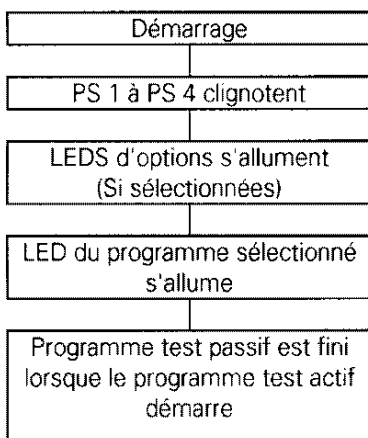 Démarrage
PS 1 à PS 4 clignotent
LEDS d'options s'allument
(Si sélectionnées)
LED du programme sélectionné
s'allume
Programme test passif est fini
lorsque le programme test actif
démarre